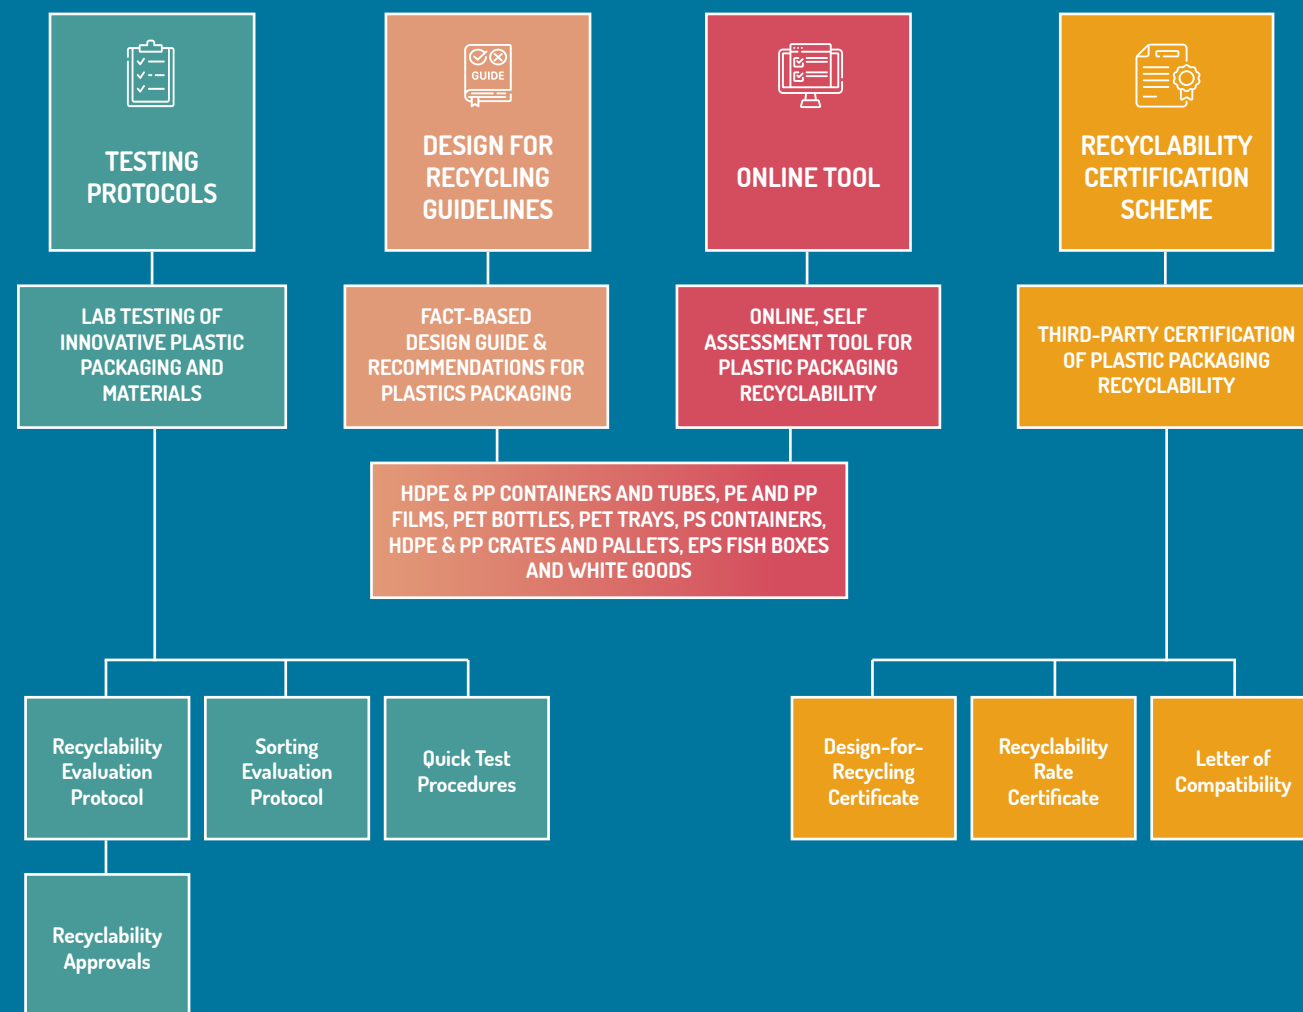 TESTING
PROTOCOLS
GUIDE
DESIGN FOR
RECYCLING
GUIDELINES
ONLINE TOOL
RECYCLABILITY
CERTIFICATION
SCHEME
LAB TESTING OF
INNOVATIVE PLASTIC
PACKAGING AND
MATERIALS
FACT-BASED
DESIGN GUIDE &
RECOMMENDATIONS FOR
PLASTICS PACKAGING
ONLINE, SELF
ASSESSMENT TOOL FOR
PLASTIC PACKAGING
RECYCLABILITY
THIRD-PARTY CERTIFICATION
OF PLASTIC PACKAGING
RECYCLABILITY
HDPE & PP CONTAINERS AND TUBES, PE AND PP
FILMS, PET BOTTLES, PET TRAYS, PS CONTAINERS,
HDPE & PP CRATES AND PALLETS, EPS FISH BOXES
AND WHITE GOODS
Recyclability
Evaluation
Protocol
Sorting
Evaluation
Protocol
Quick Test
Procedures
Design-for-
Recycling
Certificate
Recyclability
Rate
Certificate
Letter of
Compatibility
Recyclability
Approvals